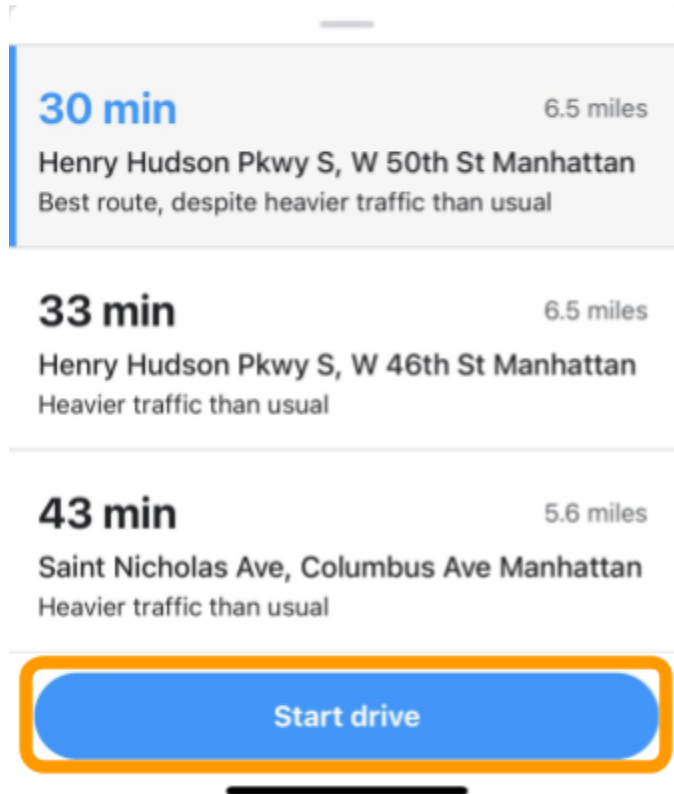 30 min
6.5 miles
Henry Hudson Pkwy S, W 50th St Manhattan
Best route, despite heavier traffic than usual
33 min
6.5 miles
Henry Hudson Pkwy S, W 46th St Manhattan
Heavier traffic than usual
43 min
5.6 miles
Saint Nicholas Ave, Columbus Ave Manhattan
Heavier traffic than usual
Start drive